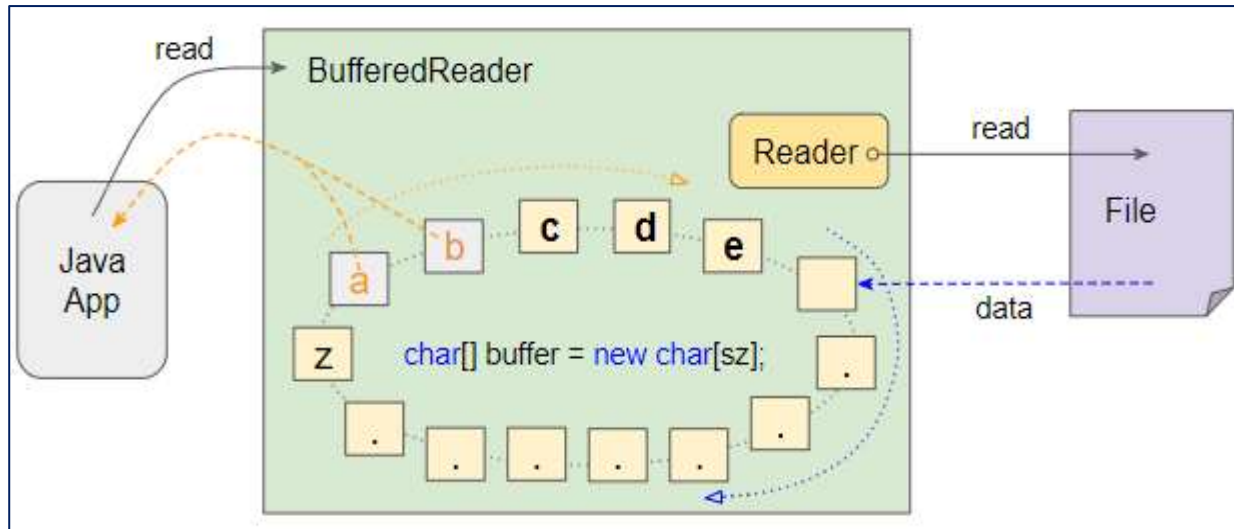 read
BufferedReader
Reader
read
File
Java
App
data
a
b
c
d
e
z
char[] buffer = new char[sz];
.
.
.
.
.
.
.